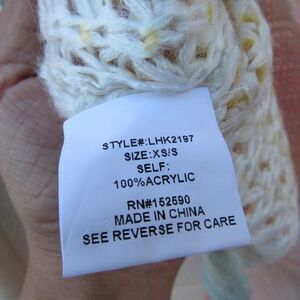 STYLE#:LHK2197
SIZE:XS/S
SELF:
100%ACRYLIC
RN#152590
MADE IN CHINA
SEE REVERSE FOR CARE